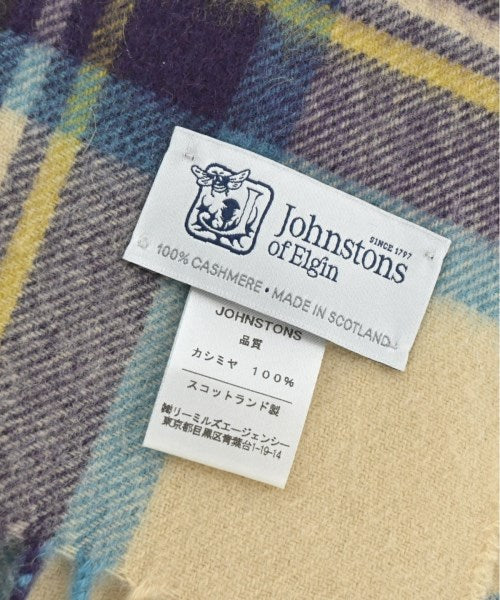 Johnstons
of Elgin
SINCE 1797
100% CASHMERE • MADE IN SCOTLAND
JOHNSTONS
品質
カシミヤ 100%
スコットランド製
㈱リーミルズエージェンシー
東京都目黒区青葉台1-19-14